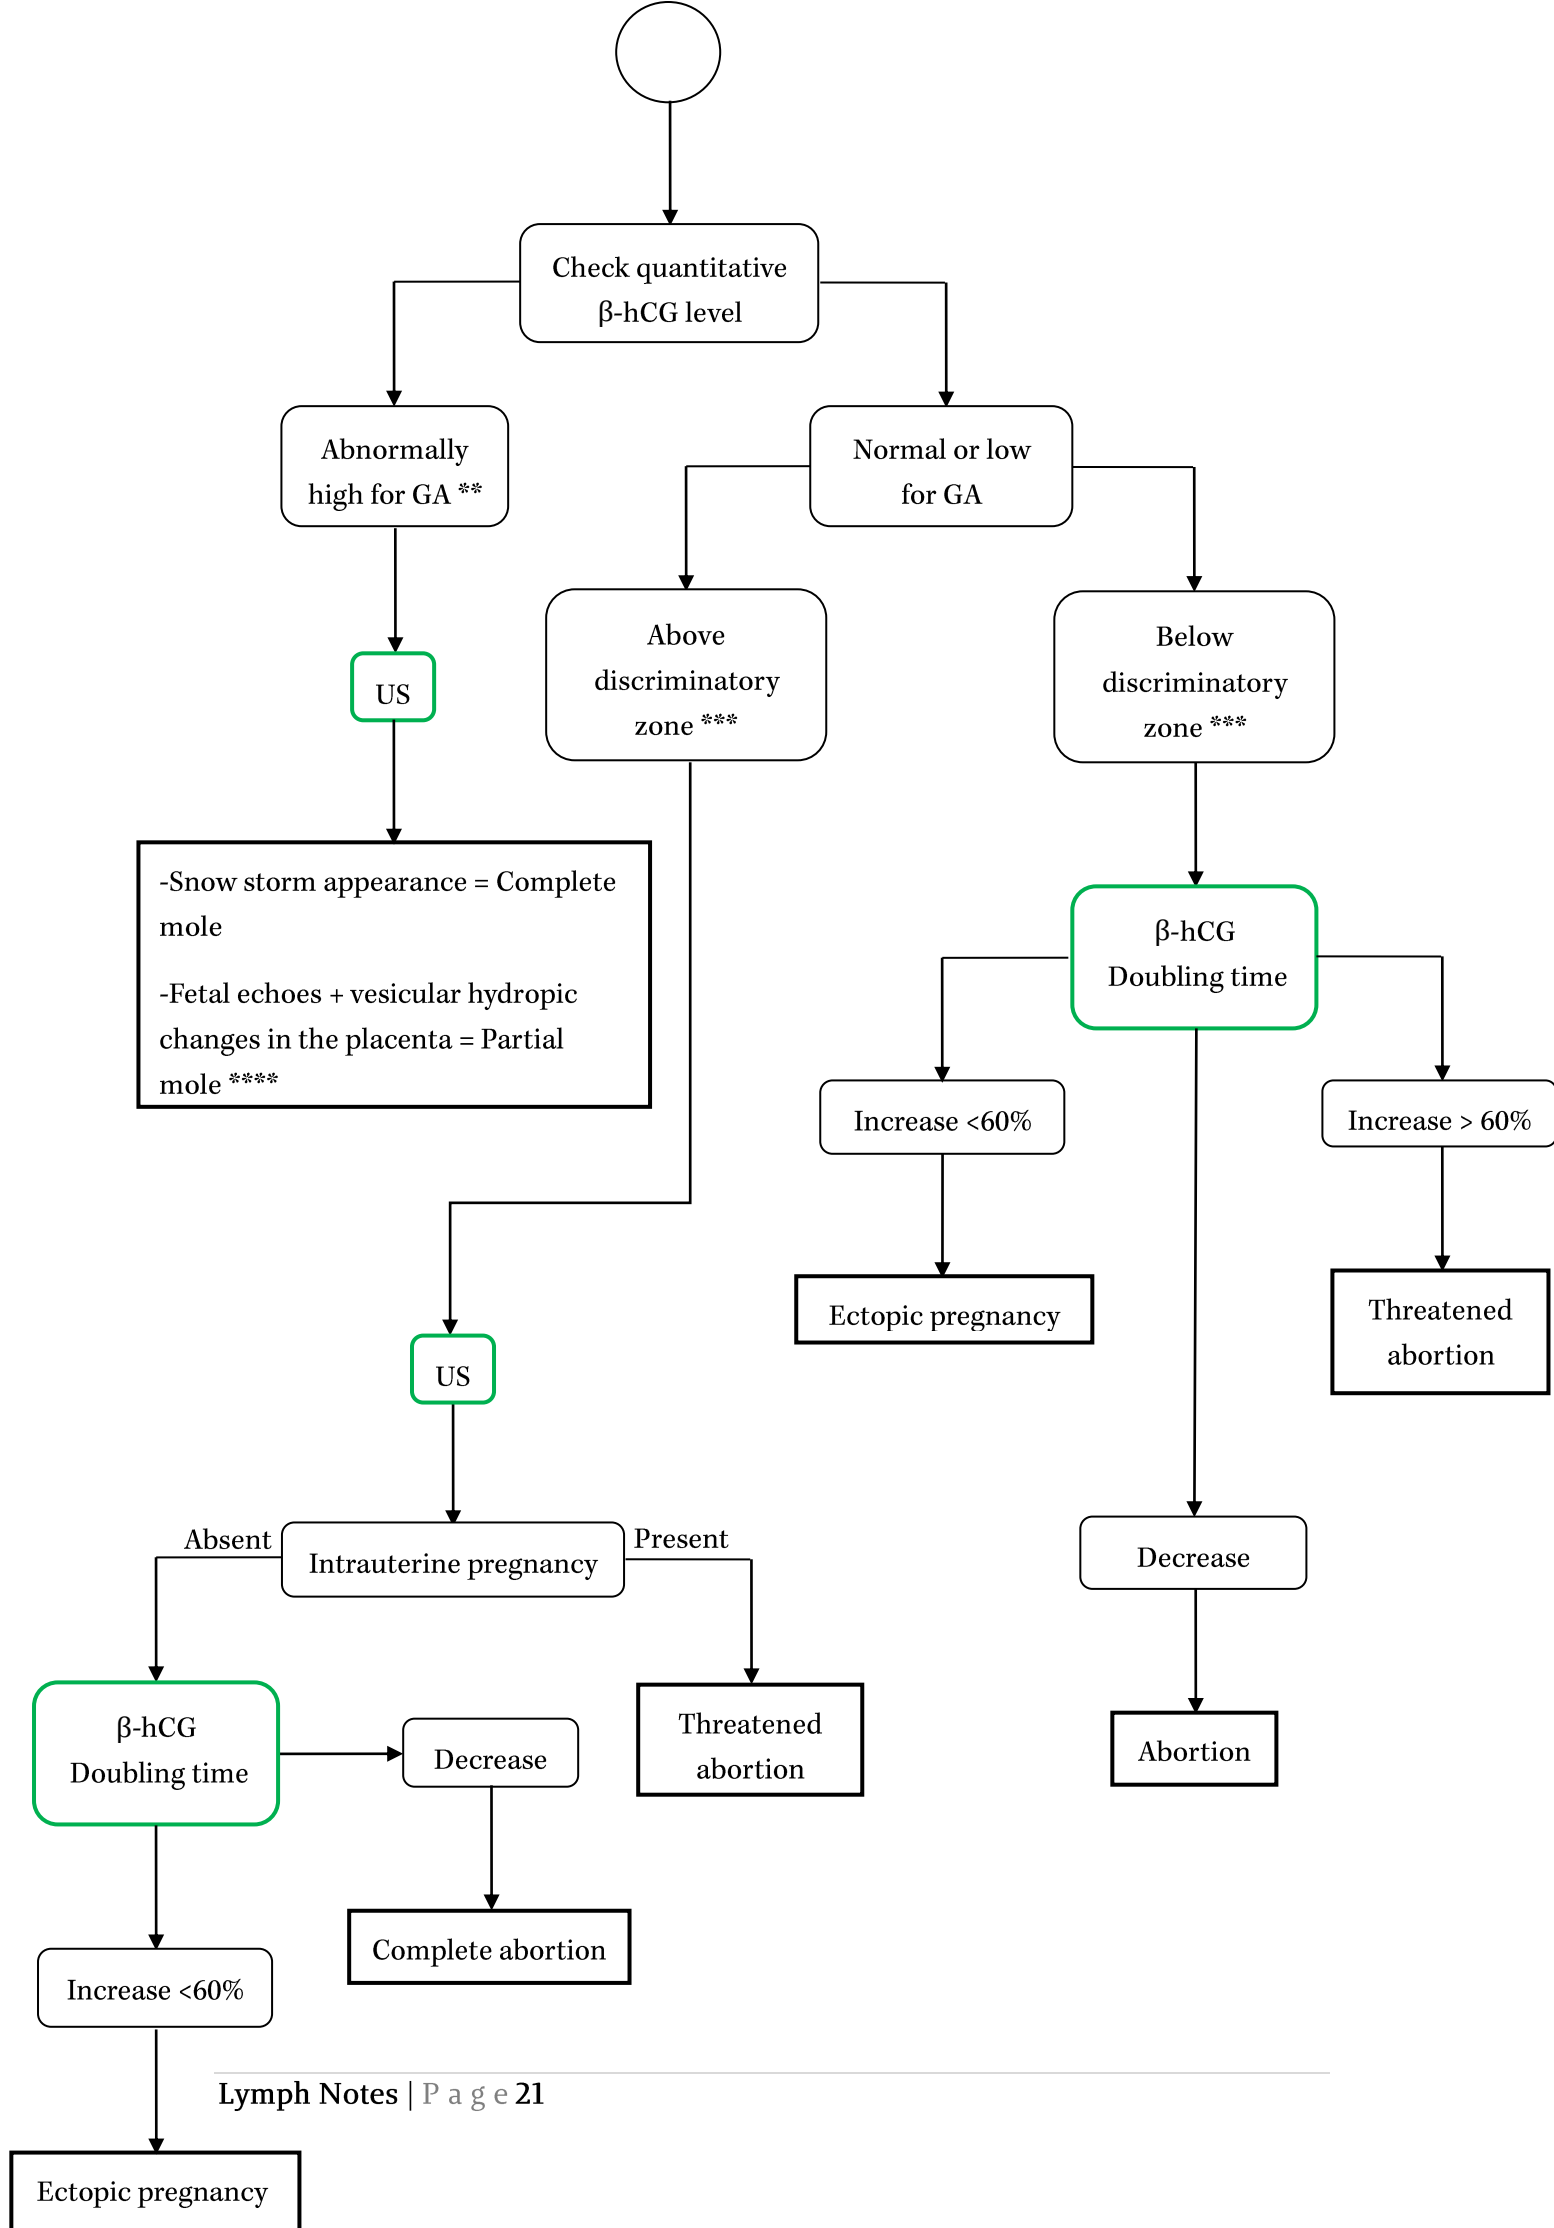 Check quantitative
β-hCG level
Abnormally
high for GA **
Normal or low
for GA
US
Above
discriminatory
zone ***
Below
discriminatory
zone ***
-Snow storm appearance = Complete
mole
-Fetal echoes + vesicular hydropic
changes in the placenta = Partial
mole ****
β-hCG
Doubling time
Increase <60%
Increase > 60%
Ectopic pregnancy
Threatened
abortion
US
Absent
Intrauterine pregnancy
Present
Decrease
β-hCG
Doubling time
Decrease
Threatened
abortion
Abortion
Complete abortion
Increase <60%
Lymph Notes | P a g e 21
Ectopic pregnancy